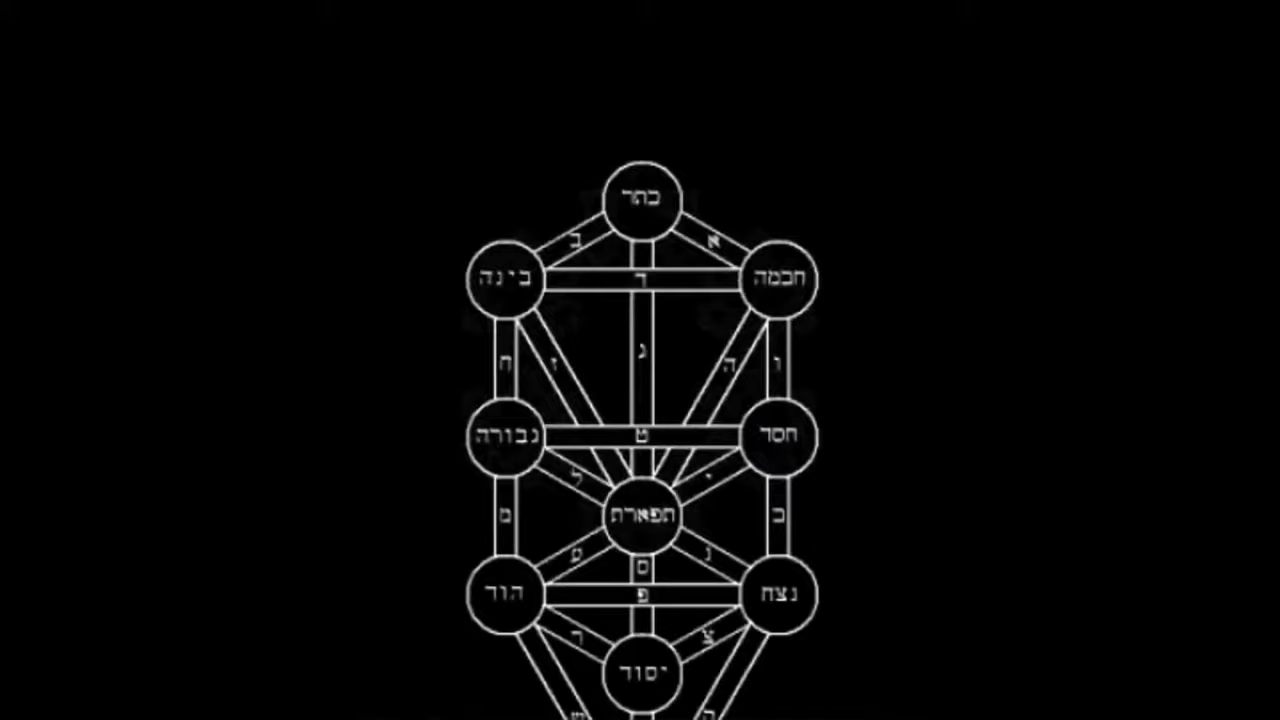 כתר
א ב
חכמה ד בינה
ג
ו ה ז ח
חסד ט גבורה
י ל
כ תפארת מ
נ ע
ס
נצח פ הוד
צ ר
יסוד
ק ש